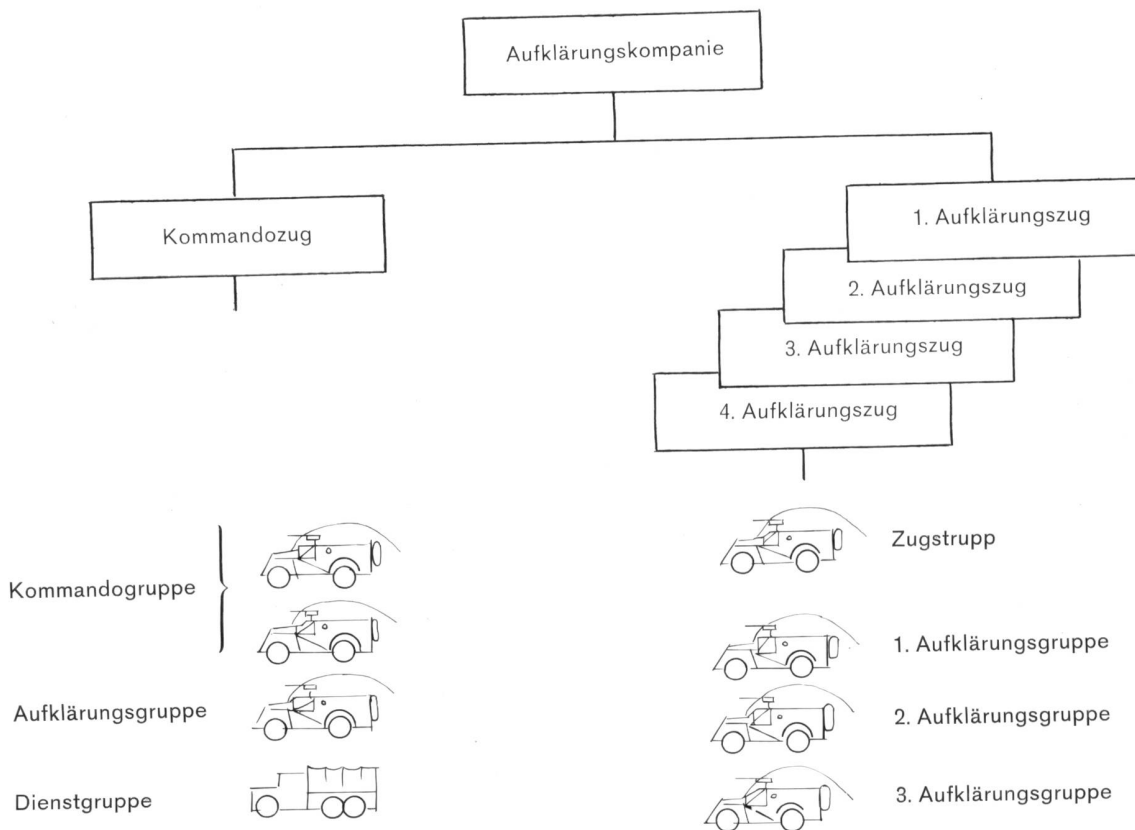 Aufklärungskompanie
Kommandozug
1. Aufklärungszug
2. Aufklärungszug
3. Aufklärungszug
4. Aufklärungszug
Kommandogruppe
Aufklärungsgruppe
Dienstgruppe
Zugstrupp
1. Aufklärungsgruppe
2. Aufklärungsgruppe
3. Aufklärungsgruppe